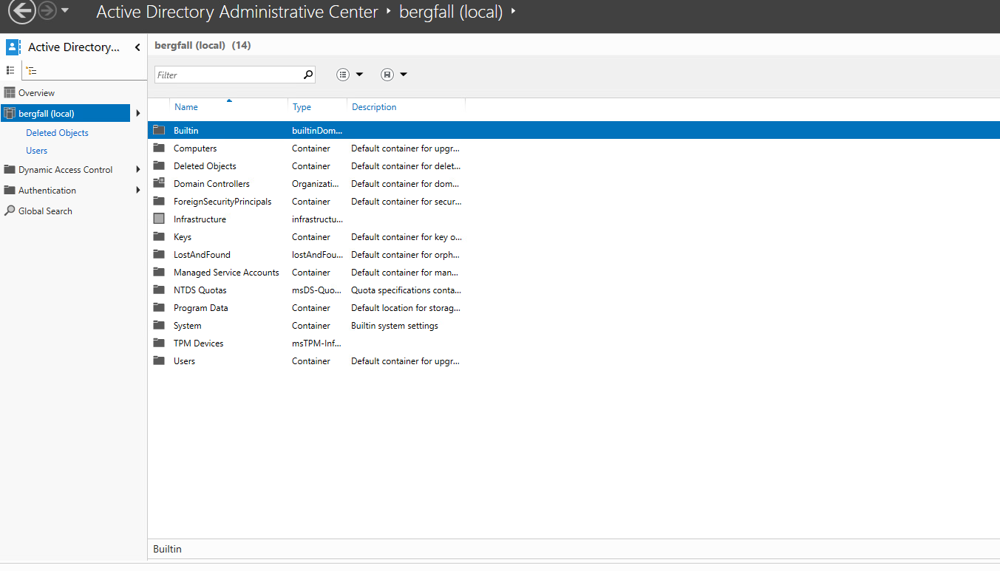 Active Directory Administrative Center bergfall (local)
Active Directory...
Overview
bergfall (local)
Deleted Objects
Users
Dynamic Access Control
Authentication
Global Search
bergfall (local) (14)
Filter
Name Type Description
Builtin builtinDom...
Computers Container Default container for upgr...
Deleted Objects Container Default container for delet...
Domain Controllers Organizati... Default container for dom...
ForeignSecurityPrincipals Container Default container for secur...
Infrastructure infrastructu...
Keys Container Default container for key o...
LostAndFound lostAndFou... Default container for orph...
Managed Service Accounts Container Default container for man...
NTDS Quotas msDS-Quo... Quota specifications conta...
Program Data Container Default location for storag...
System Container Builtin system settings
TPM Devices msTPM-Inf...
Users Container Default container for upgr...
Builtin